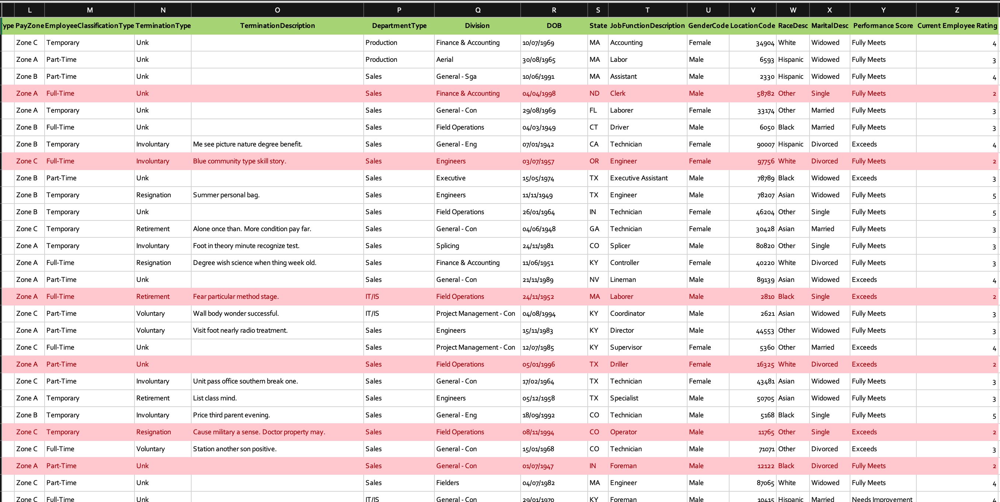 L M N O P Q R S T U V W X Y Z
Type PayZone EmployeeClassificationType TerminationType TerminationDescription DepartmentType Division DOB State JobFunctionDescription GenderCode LocationCode RaceDesc MaritalDesc Performance Score Current Employee Rating
Zone C Temporary Unk Production Finance & Accounting 10/07/1969 MA Accounting Female 34904 White Widowed Fully Meets 4
Zone A Part-Time Unk Production Aerial 30/08/1965 MA Labor Male 6593 Hispanic Widowed Fully Meets 3
Zone B Part-Time Unk Sales General - Sga 10/06/1991 MA Assistant Male 2330 Hispanic Widowed Fully Meets 4
Zone A Full-Time Unk Sales Finance & Accounting 04/04/1998 ND Clerk Male 58782 Other Single Fully Meets 2
Zone A Temporary Unk Sales General - Con 29/08/1969 FL Laborer Female 33174 Other Married Fully Meets 3
Zone B Full-Time Unk Sales Field Operations 04/03/1949 CT Driver Male 6050 Black Married Fully Meets 3
Zone B Temporary Involuntary Me see picture nature degree benefit. Sales General - Eng 07/01/1942 CA Technician Female 90007 Hispanic Divorced Exceeds 4
Zone C Full-Time Involuntary Blue community type skill story. Sales Engineers 03/07/1957 OR Engineer Female 97756 White Divorced Fully Meets 2
Zone B Part-Time Unk Sales Executive 15/05/1974 TX Executive Assistant Male 78789 Black Widowed Exceeds 3
Zone B Temporary Resignation Summer personal bag. Sales Engineers 11/11/1949 TX Engineer Male 78207 Asian Widowed Fully Meets 5
Zone B Temporary Unk Sales Field Operations 26/01/1964 IN Technician Female 46204 Other Single Fully Meets 5
Zone C Temporary Retirement Alone once than. More condition pay far. Sales General - Con 04/06/1948 GA Technician Female 30428 Asian Married Fully Meets 3
Zone A Temporary Involuntary Foot in theory minute recognize test. Sales Splicing 24/11/1981 CO Splicer Male 80820 Other Single Fully Meets 3
Zone A Full-Time Resignation Degree wish science when thing week old. Sales Finance & Accounting 11/06/1951 KY Controller Female 40220 White Divorced Fully Meets 3
Zone A Part-Time Unk Sales General - Con 21/11/1989 NV Lineman Male 89139 Asian Widowed Exceeds 4
Zone A Full-Time Retirement Fear particular method stage. IT/IS Field Operations 24/11/1952 MA Laborer Male 2810 Black Single Exceeds 2
Zone C Part-Time Voluntary Wall body wonder successful. IT/IS Project Management - Con 04/08/1994 KY Coordinator Male 2621 Asian Widowed Fully Meets 3
Zone A Part-Time Voluntary Visit foot nearly radio treatment. Sales Engineers 15/11/1983 KY Director Male 44553 Other Widowed Fully Meets 3
Zone C Full-Time Unk Sales Project Management - Con 12/07/1985 KY Supervisor Female 5360 Other Married Exceeds 4
Zone A Part-Time Unk Sales Field Operations 05/01/1996 TX Driller Female 16325 White Divorced Exceeds 2
Zone C Part-Time Involuntary Unit pass office southern break one. Sales General - Con 17/02/1964 TX Technician Female 43481 Asian Widowed Fully Meets 3
Zone A Temporary Retirement List class mind. Sales Engineers 05/12/1958 TX Specialist Male 50705 Asian Widowed Fully Meets 3
Zone B Temporary Involuntary Price third parent evening. Sales General - Eng 18/09/1992 CO Technician Male 5168 Black Single Fully Meets 5
Zone C Temporary Resignation Cause military a sense. Doctor property may. Sales Field Operations 08/11/1994 CO Operator Male 11765 Other Single Exceeds 2
Zone C Full-Time Voluntary Station another son positive. Sales General - Con 15/01/1968 CO Technician Male 71071 Other Divorced Exceeds 3
Zone A Part-Time Unk Sales General - Con 01/07/1947 IN Foreman Male 12122 Black Divorced Fully Meets 2
Zone C Part-Time Unk Sales Fielders 04/07/1982 MA Engineer Male 87065 White Widowed Fully Meets 4
Zone C Full-Time Unk IT/IS General - Con 29/01/1970 KY Foreman Male 10415 Hispanic Married Needs Improvement 4